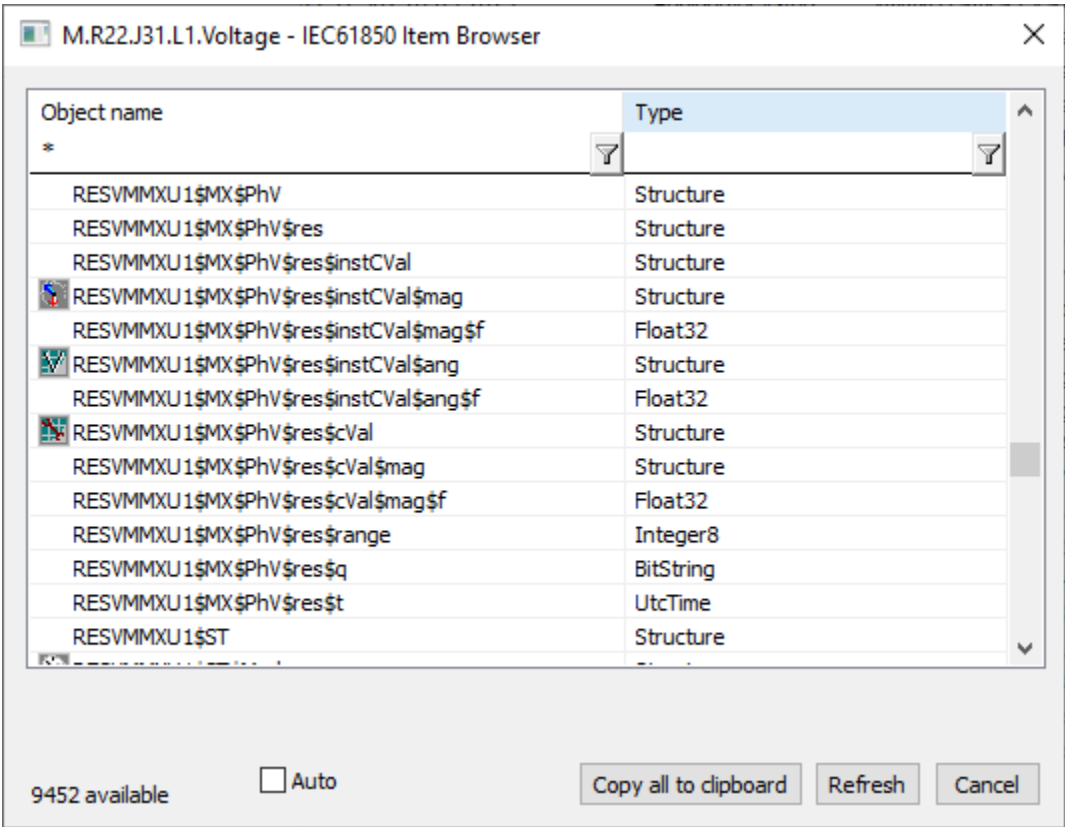 M.R22.J31.L1.Voltage - IEC61850 Item Browser
Object name Type
*
RESVMMXU1$MX$PhV Structure
RESVMMXU1$MX$PhV$res Structure
RESVMMXU1$MX$PhV$res$instCVal Structure
RESVMMXU1$MX$PhV$res$instCVal$mag Structure
RESVMMXU1$MX$PhV$res$instCVal$mag$f Float32
RESVMMXU1$MX$PhV$res$instCVal$ang Structure
RESVMMXU1$MX$PhV$res$instCVal$ang$f Float32
RESVMMXU1$MX$PhV$res$cVal Structure
RESVMMXU1$MX$PhV$res$cVal$mag Structure
RESVMMXU1$MX$PhV$res$cVal$mag$f Float32
RESVMMXU1$MX$PhV$res$range Integer8
RESVMMXU1$MX$PhV$res$q BitString
RESVMMXU1$MX$PhV$res$t UtcTime
RESVMMXU1$ST Structure
9452 available Auto Copy all to clipboard Refresh Cancel